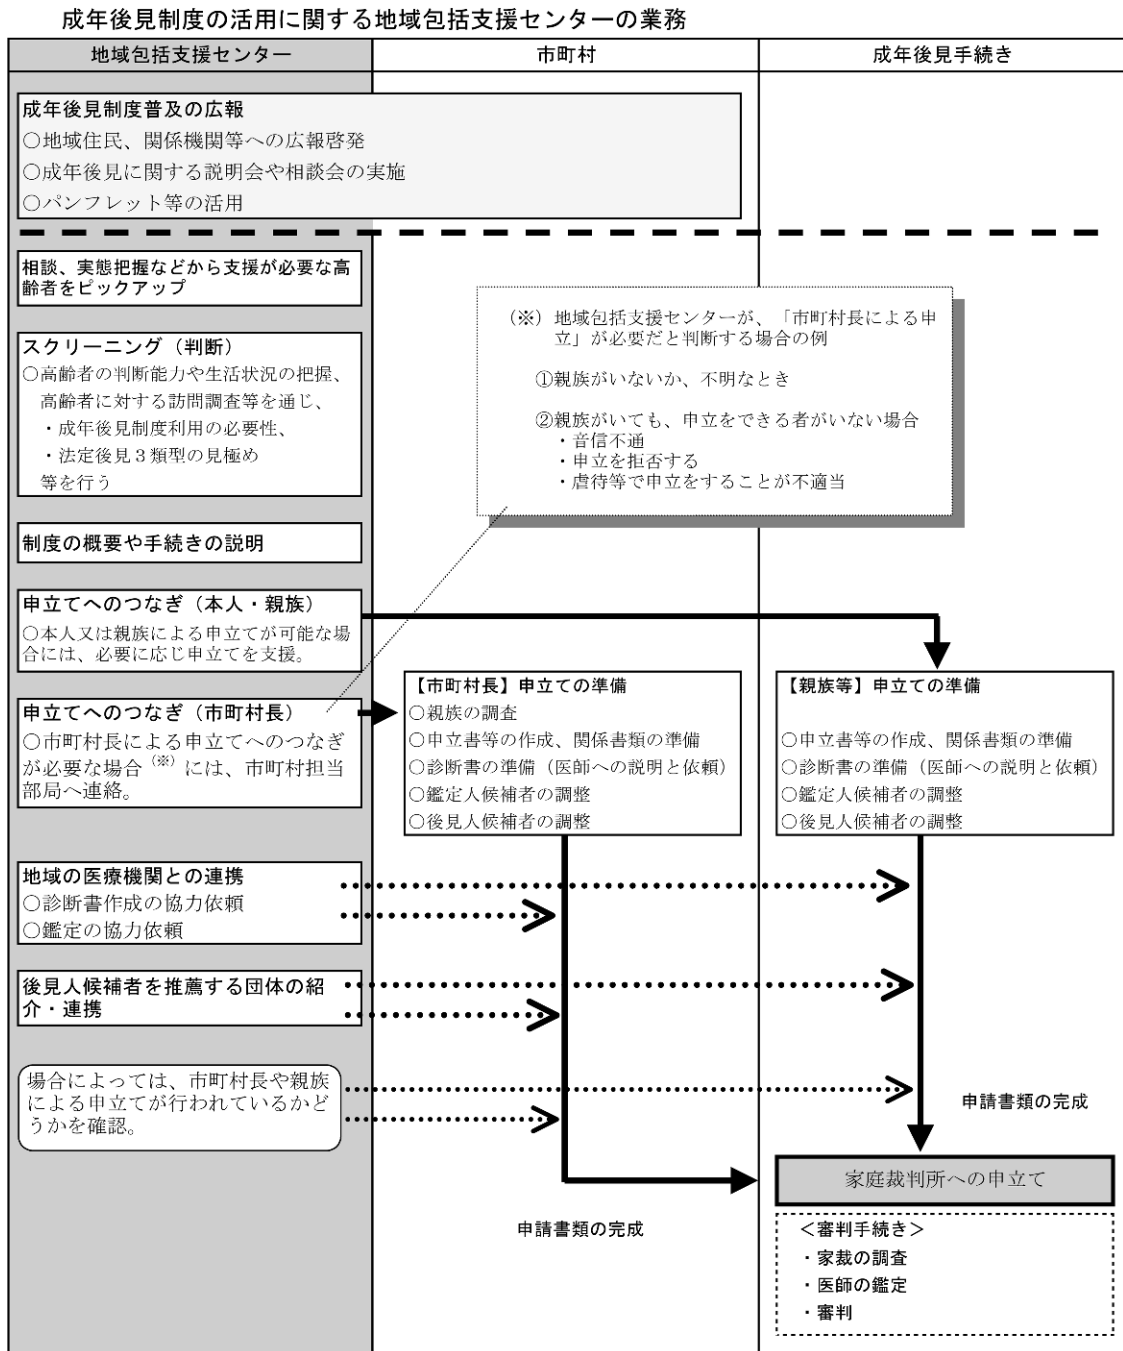 成年後見制度の活用に関する地域包括支援センターの業務
地域包括支援センター
市町村
成年後見手続き
成年後見制度普及の広報
○地域住民、関係機関等への広報啓発
○成年後見に関する説明会や相談会の実施
○パンフレット等の活用
相談、実態把握などから支援が必要な高
齢者をピックアップ
スクリーニング（判断）
○高齢者の判断能力や生活状況の把握、
高齢者に対する訪問調査等を通じ、
・成年後見制度利用の必要性、
・法定後見３類型の見極め
等を行う
（※）地域包括支援センターが、「市町村長による申
立」が必要だと判断する場合の例
①親族がいないか、不明なとき
②親族がいても、申立をできる者がいない場合
・音信不通
・申立を拒否する
・虐待等で申立をすることが不適当
制度の概要や手続きの説明
申立てへのつなぎ（本人・親族）
○本人又は親族による申立てが可能な場
合には、必要に応じ申立てを支援。
申立てへのつなぎ（市町村長）
○市町村長による申立てへのつなぎ
が必要な場合（※）には、市町村担当
部局へ連絡。
【市町村長】申立ての準備
○親族の調査
○申立書等の作成、関係書類の準備
○診断書の準備（医師への説明と依頼）
○鑑定人候補者の調整
○後見人候補者の調整
【親族等】申立ての準備
○申立書等の作成、関係書類の準備
○診断書の準備（医師への説明と依頼）
○鑑定人候補者の調整
○後見人候補者の調整
地域の医療機関との連携
○診断書作成の協力依頼
○鑑定の協力依頼
後見人候補者を推薦する団体の紹
介・連携
場合によっては、市町村長や親族
による申立てが行われているかど
うかを確認。
申請書類の完成
家庭裁判所への申立て
申請書類の完成
＜審判手続き＞
・家裁の調査
・医師の鑑定
・審判